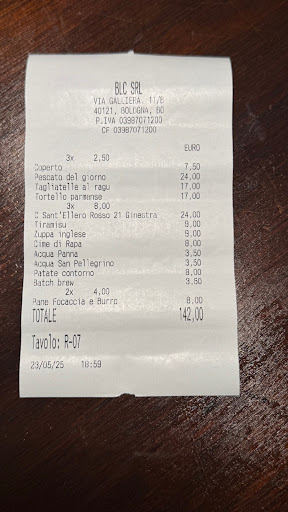 BLC SRL
VIA GALLIERA, 11/B
40121, BOLOGNA, BO
P.IVA 03987071200
CF 03987071200
EURO
3x 2,50
Coperto 7,50
Pescato del giorno 24,00
Tagliatelle al ragu 17,00
Tortello parmense 17,00
3x 8,00
C Sant'Ellero Rosso 21 Ginestra 24,00
Tiramisu 9,00
Zuppa inglese 9,00
Cime di Rapa 8,00
Acqua Panna 3,50
Acqua San Pellegrino 3,50
Patate contorno 8,00
Batch brew 3,50
2x 4,00
Pane Focaccia e Burro 8,00
TOTALE 142,00
Tavolo: R-07
23/05/25 18:59